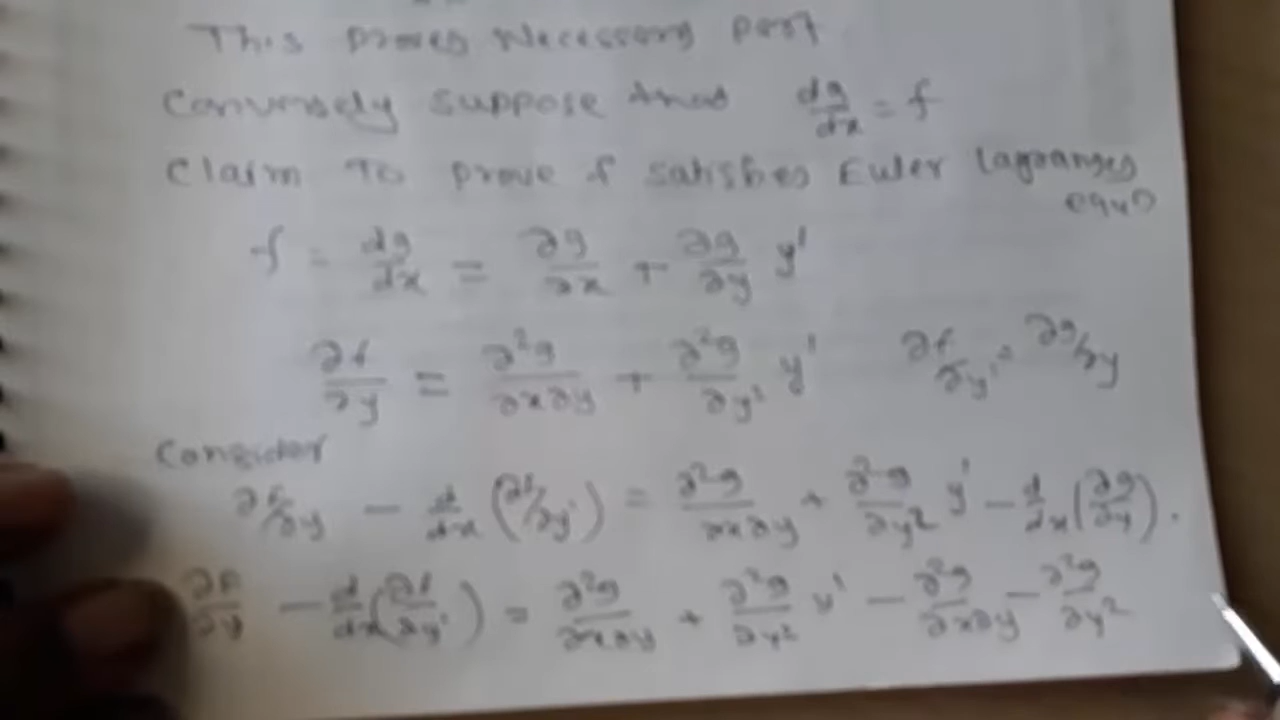 This proves Necessary part
Conversely suppose that dg/dx = f
Claim To prove f satisfies Euler Lagranges
equn
f = dg/dx = ∂g/∂x + ∂g/∂y y'
∂f/∂y = ∂²g/∂x∂y + ∂²g/∂y² y' ∂f/∂y' = ∂g/∂y
Consider
∂f/∂y - d/dx (∂f/∂y') = ∂²g/∂x∂y + ∂²g/∂y² y' - d/dx (∂g/∂y).
∂f/∂y - d/dx (∂f/∂y') = ∂²g/∂x∂y + ∂²g/∂y² y' - ∂²g/∂x∂y - ∂²g/∂y²